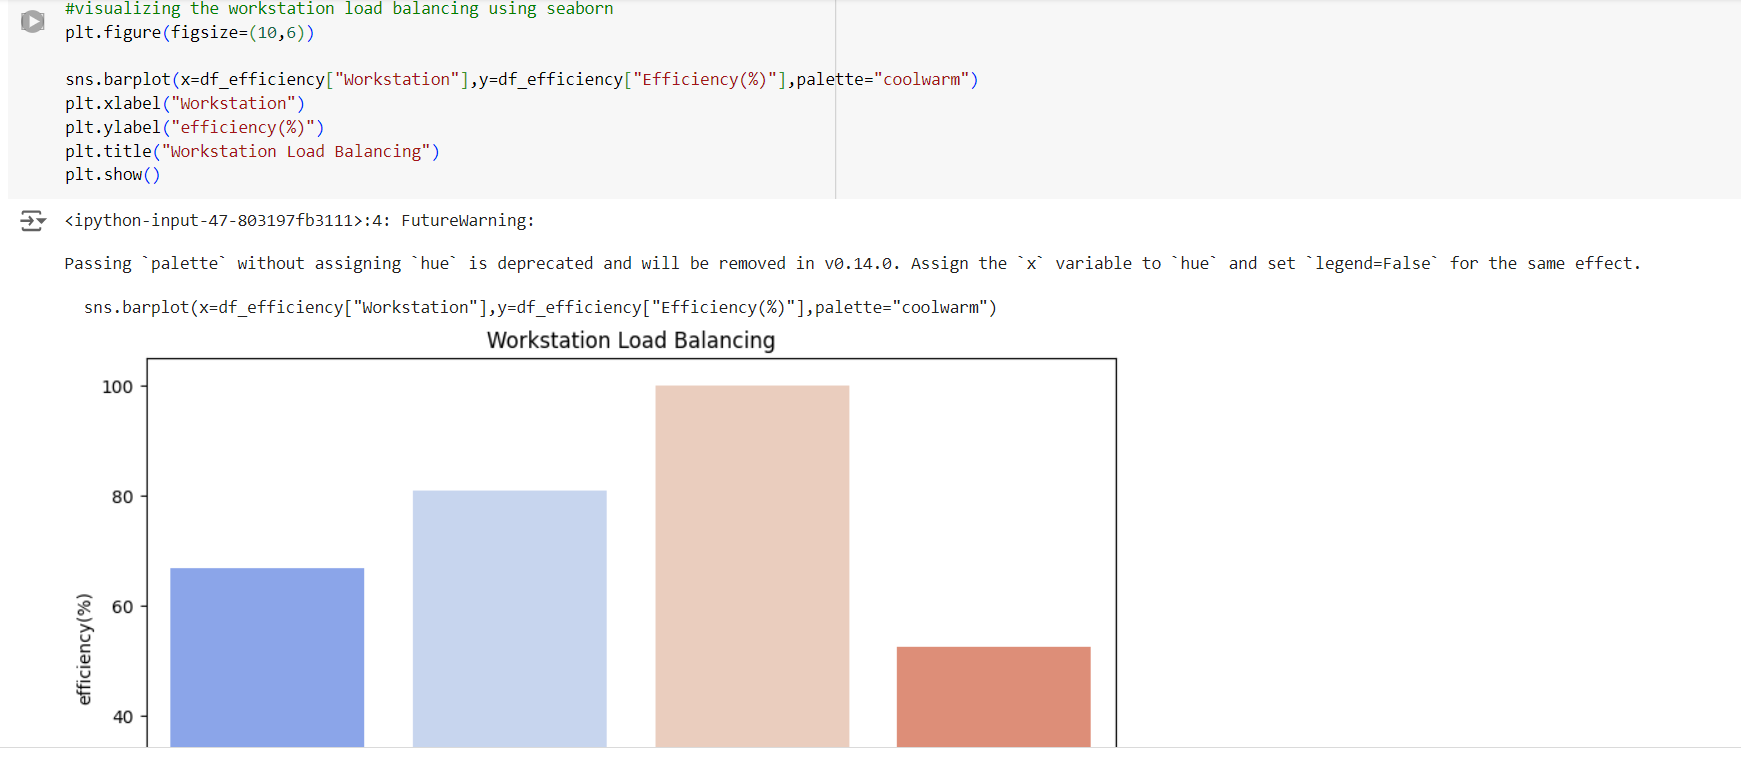 #visualizing the workstation load balancing using seaborn
plt.figure(figsize=(10,6))
sns.barplot(x=df_efficiency["Workstation"],y=df_efficiency["Efficiency(%)"],palette="coolwarm")
plt.xlabel("Workstation")
plt.ylabel("efficiency(%)")
plt.title("Workstation Load Balancing")
plt.show()
<ipython-input-47-803197fb3111>:4: FutureWarning:
Passing `palette` without assigning `hue` is deprecated and will be removed in v0.14.0. Assign the `x` variable to `hue` and set `legend=False` for the same effect.
sns.barplot(x=df_efficiency["Workstation"],y=df_efficiency["Efficiency(%)"],palette="coolwarm")
Workstation Load Balancing
100
80
60
40
efficiency(%)